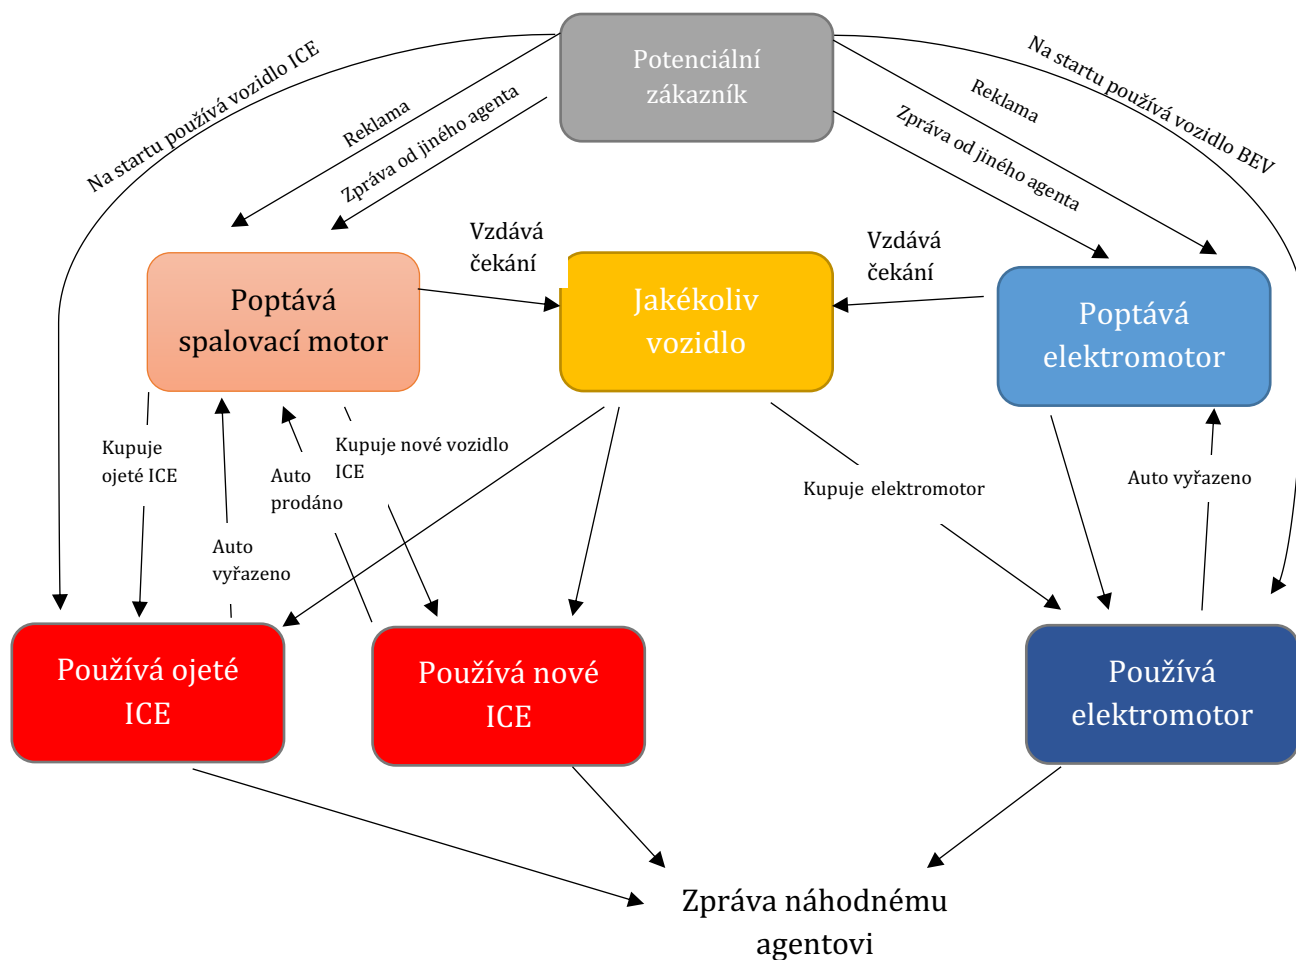 Potenciální
zákazník
Na startu používá vozidlo ICE
Reklama
Zpráva od jiného agenta
Reklama
Zpráva od jiného agenta
Na startu používá vozidlo BEV
Vzdává
čekání
Vzdává
čekání
Poptává
spalovací motor
Jakékoliv
vozidlo
Poptává
elektromotor
Kupuje
ojeté ICE
Auto
vyřazeno
Auto
prodáno
Kupuje nové vozidlo
ICE
Kupuje elektromotor
Auto vyřazeno
Používá ojeté
ICE
Používá nové
ICE
Používá
elektromotor
Zpráva náhodnému
agentovi